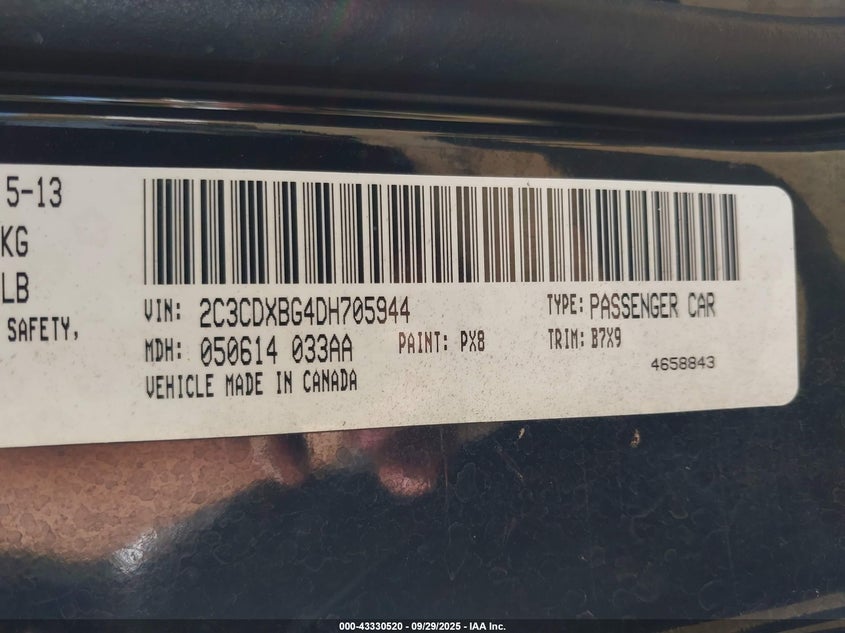 5-13
KG
LB
SAFETY,
VIN: 2C3CDXBG4DH705944 TYPE: PASSENGER CAR
MDH: 050614 033AA PAINT: PX8 TRIM: B7X9
VEHICLE MADE IN CANADA 4658843
000-43330520 - 09/29/2025 - IAA Inc.